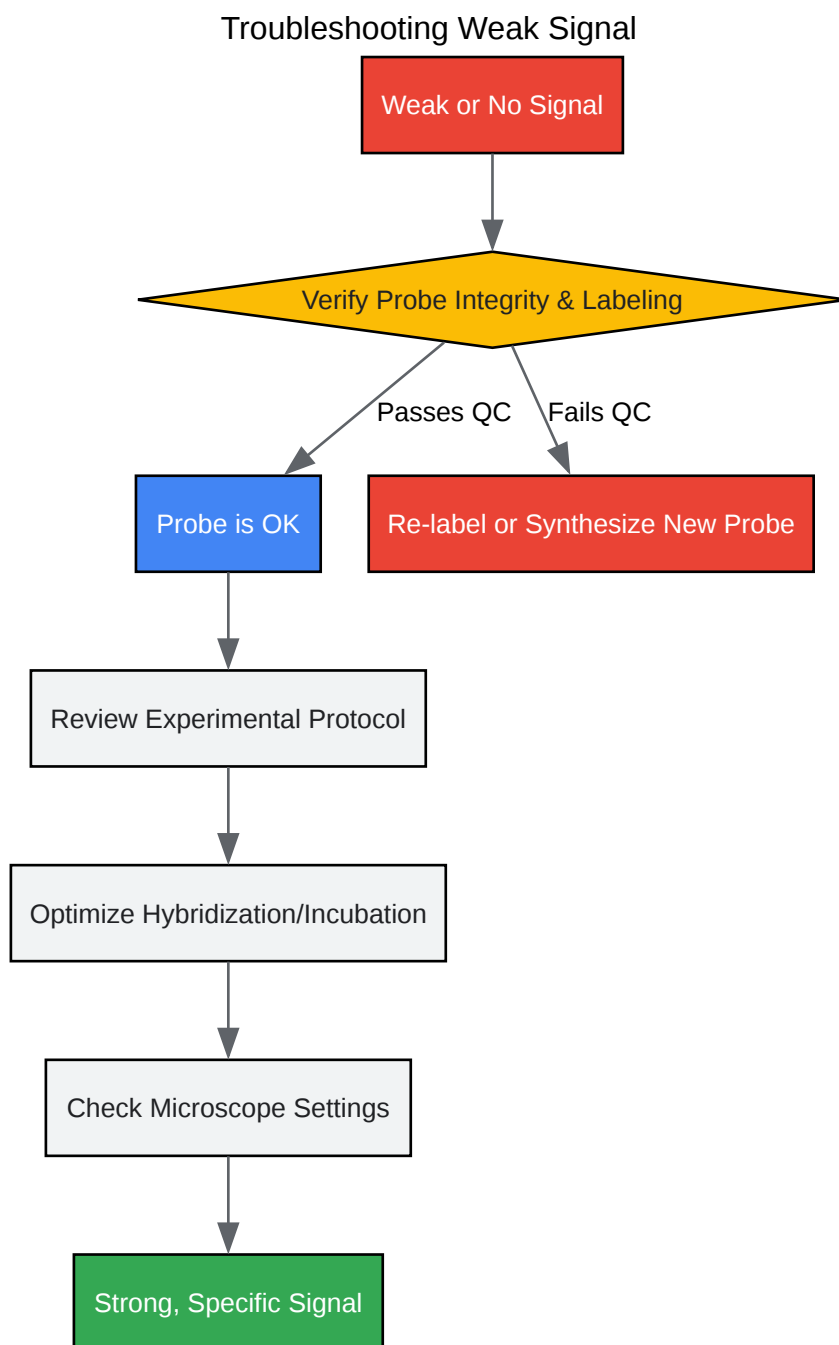 Troubleshooting Weak Signal
Weak or No Signal
Verify Probe Integrity & Labeling
Passes QC
Fails QC
Probe is OK
Re-label or Synthesize New Probe
Review Experimental Protocol
Optimize Hybridization/Incubation
Check Microscope Settings
Strong, Specific Signal